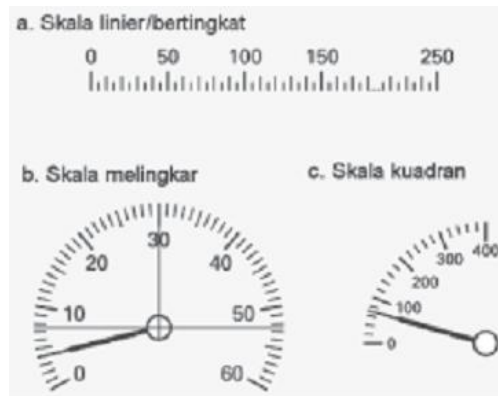 a. Skala linier/bertingkat
0 50 100 150 250
b. Skala melingkar
c. Skala kuadran
0 10 20 30 40 50 60
0 100 200 300 400